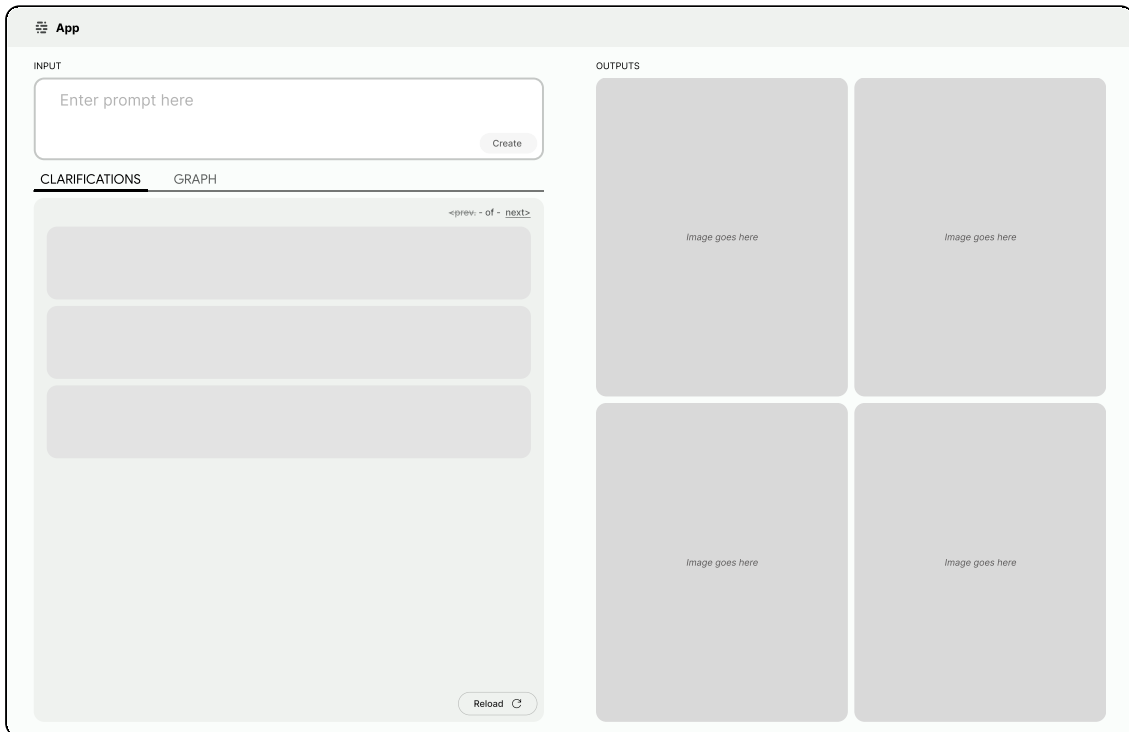 App
INPUT
Enter prompt here
Create
CLARIFICATIONS GRAPH
<prev. - of - next>
Reload
OUTPUTS
Image goes here
Image goes here
Image goes here
Image goes here